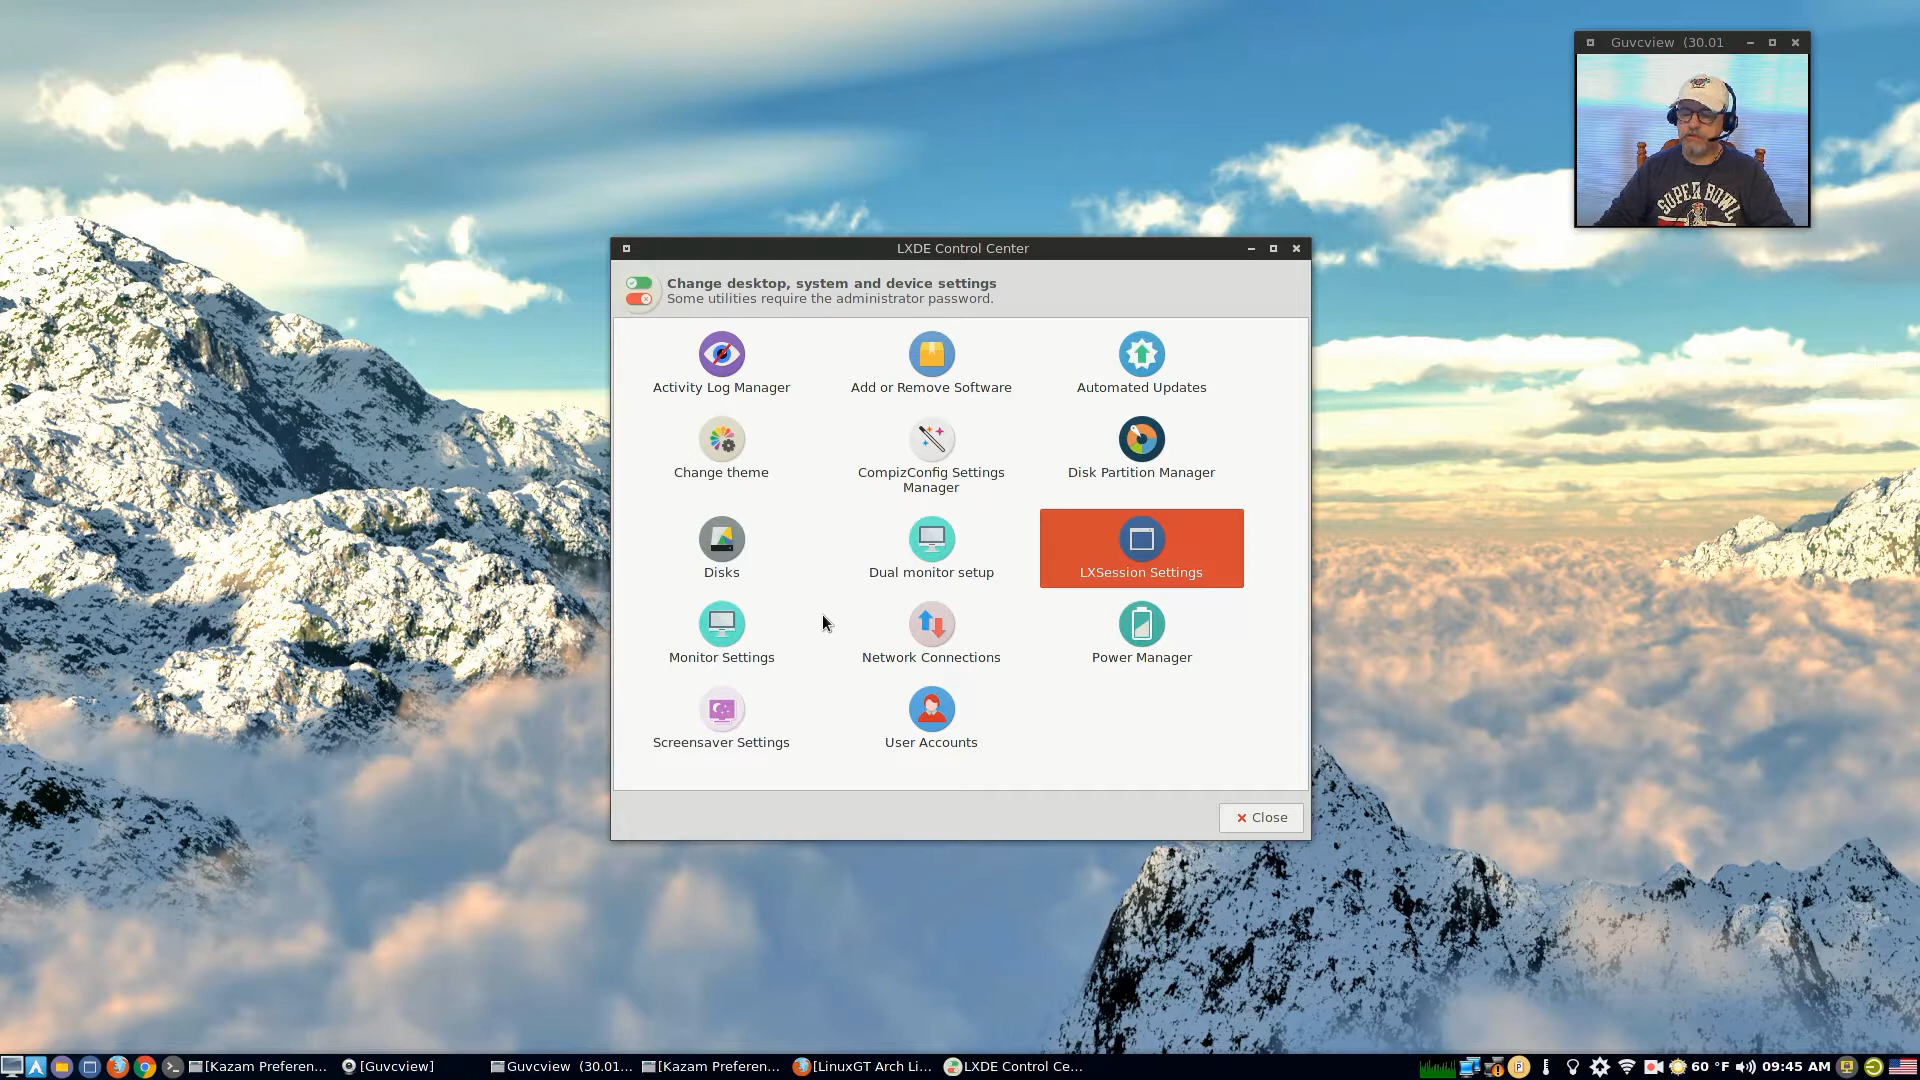 Guvcview  (30.01
SUPER BOWL
LXDE Control Center
Change desktop, system and device settings
Some utilities require the administrator password.
Activity Log Manager
Add or Remove Software
Automated Updates
Change theme
CompizConfig Settings
Manager
Disk Partition Manager
Disks
Dual monitor setup
LXSession Settings
Monitor Settings
Network Connections
Power Manager
Screensaver Settings
User Accounts
Close
[Kazam Preferen...
[Guvcview]
Guvcview  (30.01...
[Kazam Preferen...
[LinuxGT Arch Li...
LXDE Control Ce...
60 °F
09:45 AM